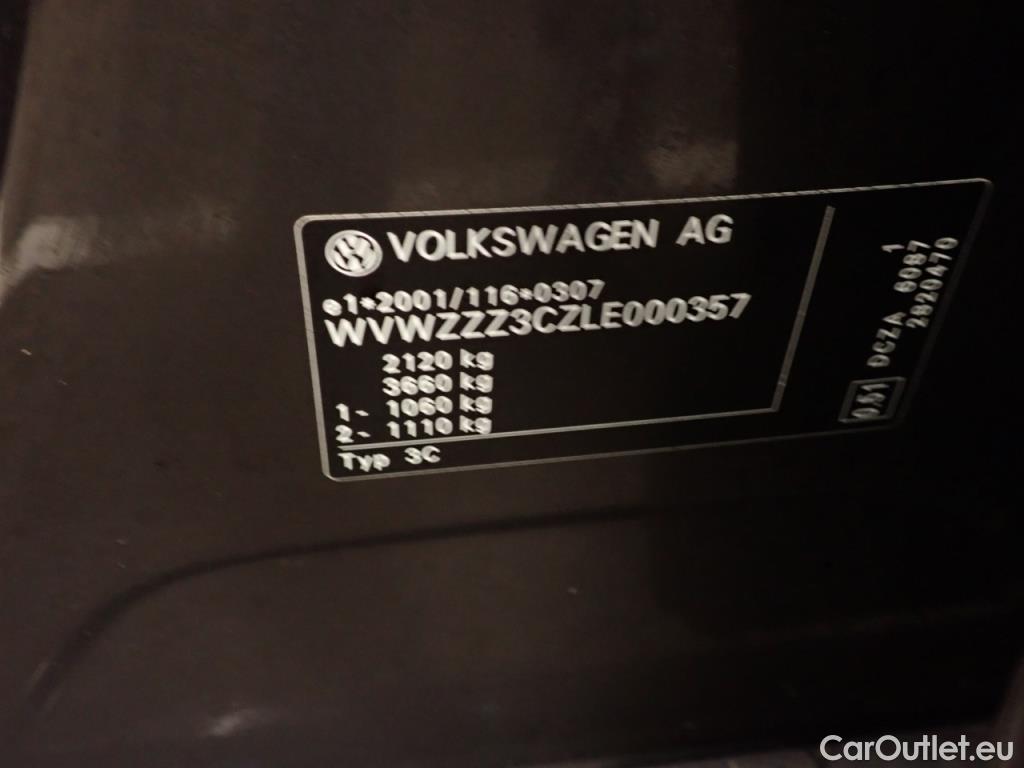 VOLKSWAGEN AG
e1*2001/116*0307
WVWZZZ3CZLE000357
2120 kg
3660 kg
1- 1060 kg
2- 1110 kg
Typ 3C
1
DCZA 6087
2820470
0.51
CarOutlet.eu